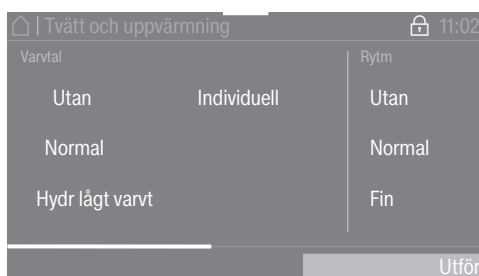 Tvätt och uppvärmning 11:02
Varvtal Rytm
Utan Individuell Utan
Normal Normal
Hydr lågt varvt Fin
Utför